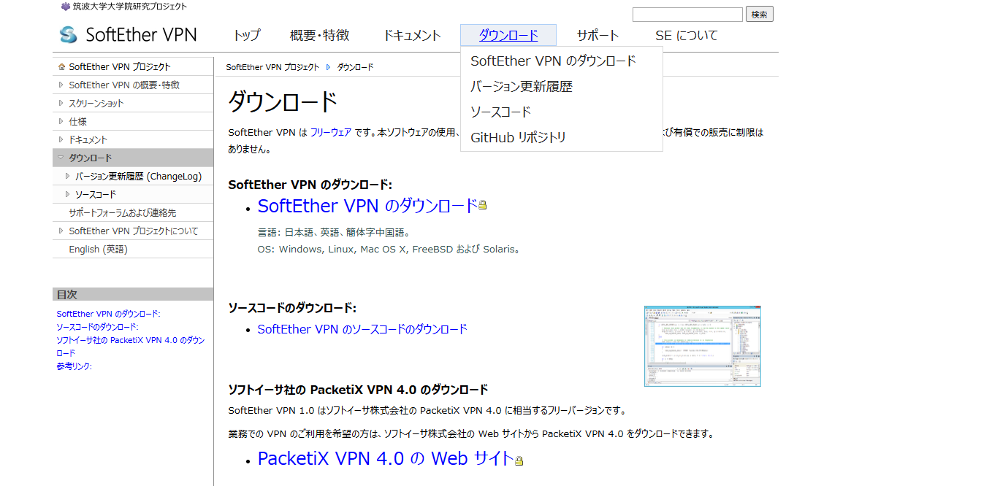 筑波大学大学院研究プロジェクト
検索
SoftEther VPN
トップ
概要・特徴
ドキュメント
ダウンロード
サポート
SE について
SoftEther VPN のダウンロード
バージョン更新履歴
ソースコード
GitHub リポジトリ
SoftEther VPN プロジェクト
SoftEther VPN の概要・特徴
スクリーンショット
仕様
ドキュメント
ダウンロード
バージョン更新履歴 (ChangeLog)
ソースコード
サポートフォーラムおよび連絡先
SoftEther VPN プロジェクトについて
English (英語)
目次
SoftEther VPN のダウンロード:
ソースコードのダウンロード:
ソフトイーサ社の PacketiX VPN 4.0 のダウン
ロード
参考リンク:
SoftEther VPN プロジェクト ダウンロード
ダウンロード
SoftEther VPN は フリーウェア です。本ソフトウェアの使用、 よび有償での販売に制限は
ありません。
SoftEther VPN のダウンロード:
SoftEther VPN のダウンロード
言語: 日本語、英語、簡体字中国語。
OS: Windows, Linux, Mac OS X, FreeBSD および Solaris。
ソースコードのダウンロード:
SoftEther VPN のソースコードのダウンロード
ソフトイーサ社の PacketiX VPN 4.0 のダウンロード
SoftEther VPN 1.0 はソフトイーサ株式会社の PacketiX VPN 4.0 に相当するフリーバージョンです。
業務での VPN のご利用を希望の方は、ソフトイーサ株式会社の Web サイトから PacketiX VPN 4.0 をダウンロードできます。
PacketiX VPN 4.0 の Web サイト